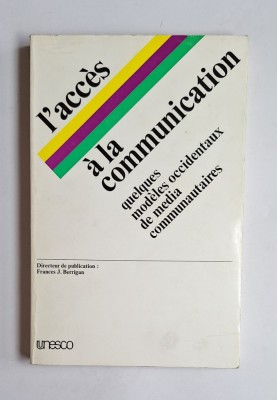 l'accès
à la
communication
quelques
modèles occidentaux
de media
communautaires
Directeur de publication :
Frances J. Berrigan
unesco